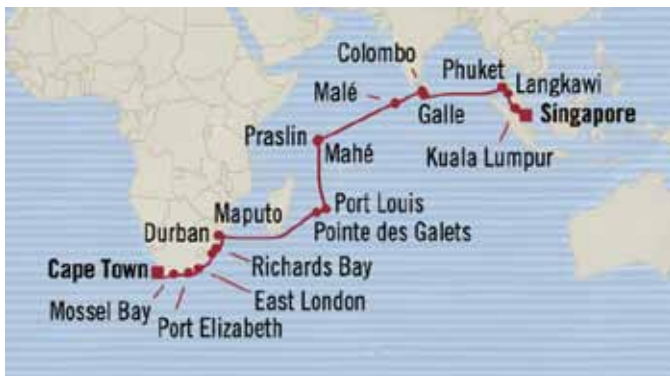 Colombo
Phuket
Langkawi
Malé
Galle
Singapore
Praslin
Kuala Lumpur
Mahé
Port Louis
Maputo
Pointe des Galets
Durban
Cape Town
Richards Bay
Mossel Bay
East London
Port Elizabeth